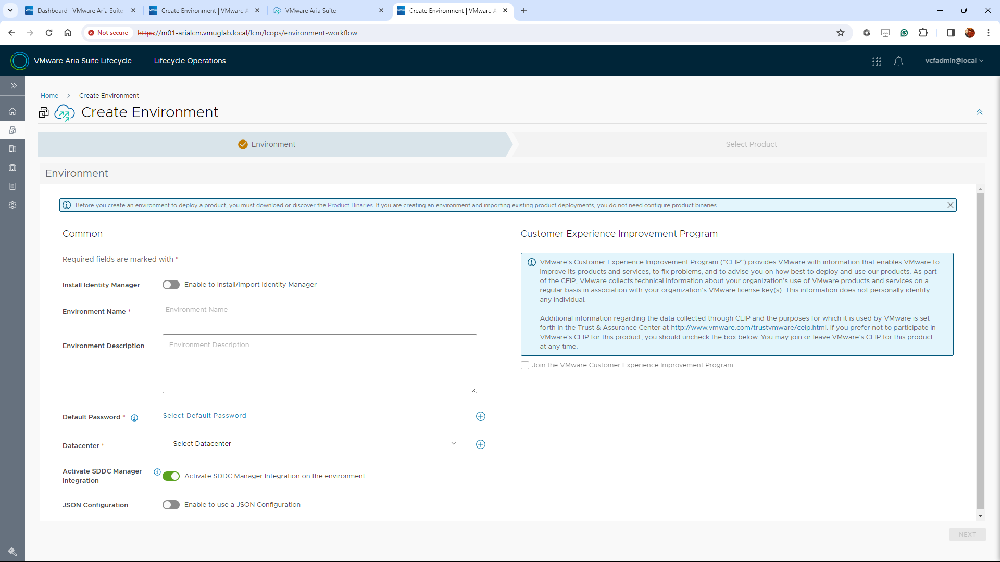 Dashboard | VMware Aria Suite
Create Environment | VMware A
VMware Aria Suite
Create Environment | VMware A
Not secure
https://m01-arialcm.vmuglab.local/lcm/lcops/environment-workflow
VMware Aria Suite Lifecycle
Lifecycle Operations
vcfadmin@local
Home > Create Environment
Create Environment
Environment
Select Product
Environment
Before you create an environment to deploy a product, you must download or discover the Product Binaries. If you are creating an environment and importing existing product deployments, you do not need configure product binaries.
Common
Required fields are marked with *
Install Identity Manager
Enable to Install/Import Identity Manager
Environment Name *
Environment Name
Environment Description
Environment Description
Default Password *
Select Default Password
Datacenter *
---Select Datacenter---
Activate SDDC Manager
Integration
Activate SDDC Manager Integration on the environment
JSON Configuration
Enable to use a JSON Configuration
Customer Experience Improvement Program
VMware's Customer Experience Improvement Program (“CEIP”) provides VMware with information that enables VMware to
improve its products and services, to fix problems, and to advise you on how best to deploy and use our products. As part
of the CEIP, VMware collects technical information about your organization's use of VMware products and services on a
regular basis in association with your organization's VMware license key(s). This information does not personally identify
any individual.
Additional information regarding the data collected through CEIP and the purposes for which it is used by VMware is set
forth in the Trust & Assurance Center at http://www.vmware.com/trustvmware/ceip.html. If you prefer not to participate in
VMware's CEIP for this product, you should uncheck the box below. You may join or leave VMware's CEIP for this product
at any time.
Join the VMware Customer Experience Improvement Program
NEXT